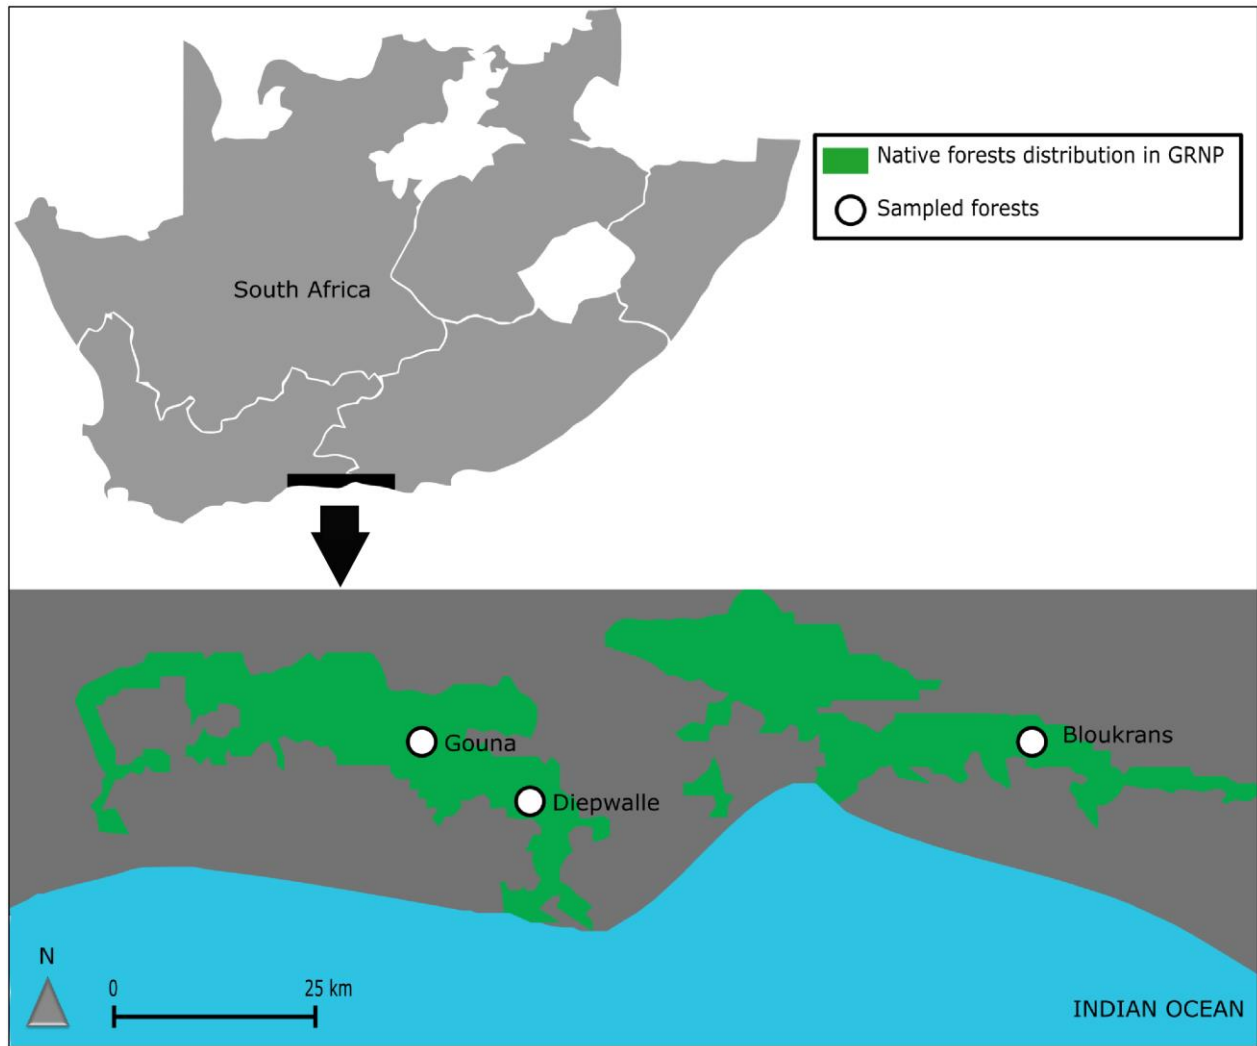 Native forests distribution in GRNP
Sampled forests
South Africa
Gouna
Bloukrans
Diepwalle
N
0 25 km
INDIAN OCEAN